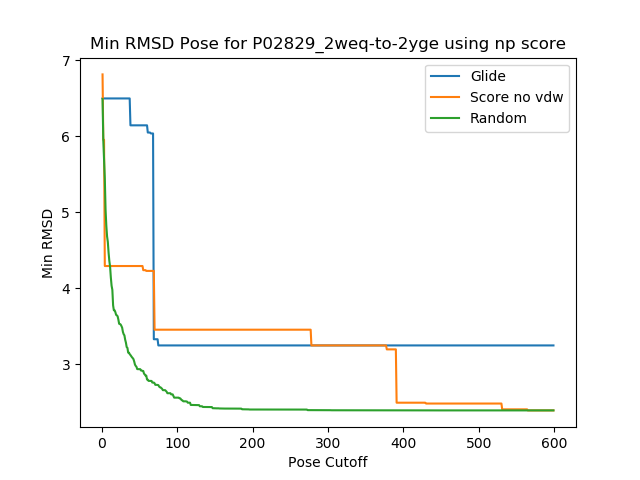 Min RMSD Pose for P02829_2weq-to-2yge using np score
Glide
Score no vdw
Random
7
6
5
4
3
Min RMSD
0 100 200 300 400 500 600
Pose Cutoff